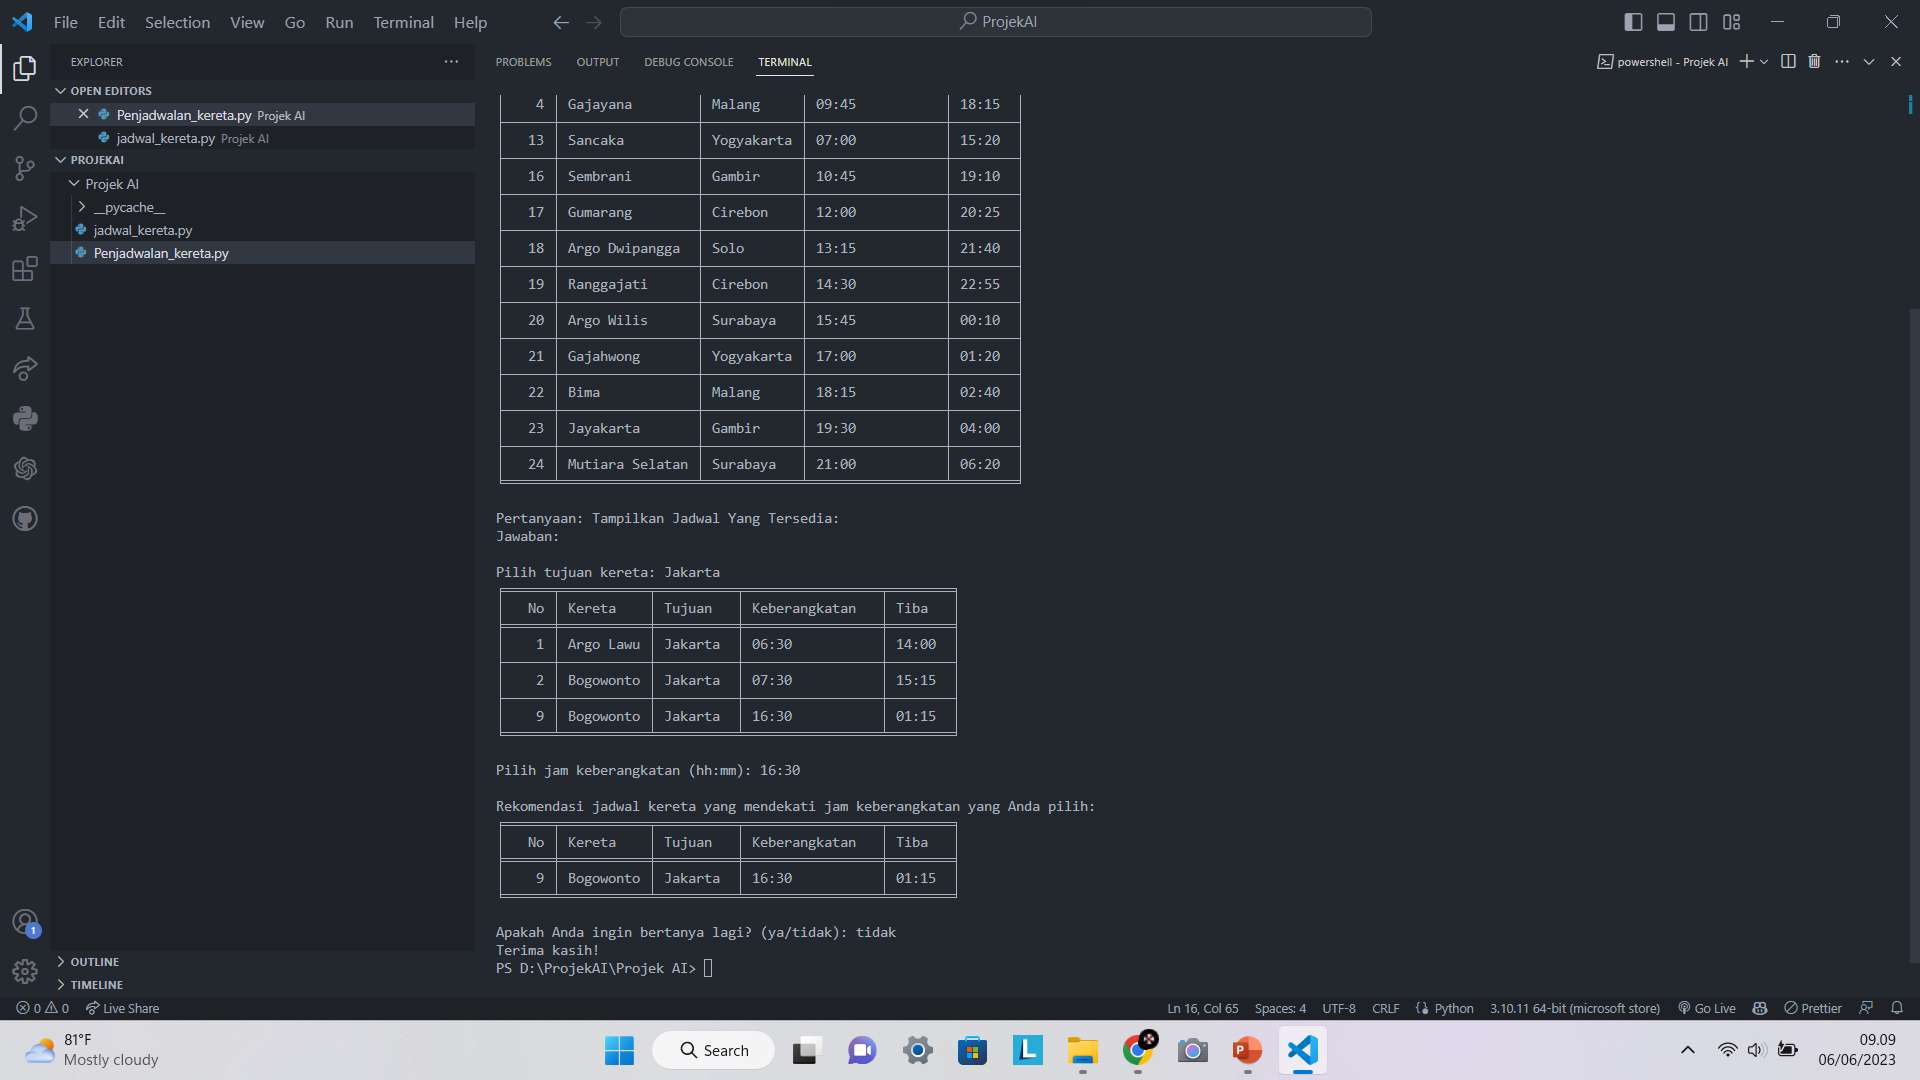 File Edit Selection View Go Run Terminal Help
ProjekAI
EXPLORER
OPEN EDITORS
Penjadwalan_kereta.py Projek AI
jadwal_kereta.py Projek AI
PROJEKAI
Projek AI
__pycache__
jadwal_kereta.py
Penjadwalan_kereta.py
OUTLINE
TIMELINE
PROBLEMS OUTPUT DEBUG CONSOLE TERMINAL
powershell - Projek AI
4 Gajayana Malang 09:45 18:15
13 Sancaka Yogyakarta 07:00 15:20
16 Sembrani Gambir 10:45 19:10
17 Gumarang Cirebon 12:00 20:25
18 Argo Dwipangga Solo 13:15 21:40
19 Ranggajati Cirebon 14:30 22:55
20 Argo Wilis Surabaya 15:45 00:10
21 Gajahwong Yogyakarta 17:00 01:20
22 Bima Malang 18:15 02:40
23 Jayakarta Gambir 19:30 04:00
24 Mutiara Selatan Surabaya 21:00 06:20
Pertanyaan: Tampilkan Jadwal Yang Tersedia:
Jawaban:
Pilih tujuan kereta: Jakarta
No Kereta Tujuan Keberangkatan Tiba
1 Argo Lawu Jakarta 06:30 14:00
2 Bogowonto Jakarta 07:30 15:15
9 Bogowonto Jakarta 16:30 01:15
Pilih jam keberangkatan (hh:mm): 16:30
Rekomendasi jadwal kereta yang mendekati jam keberangkatan yang Anda pilih:
No Kereta Tujuan Keberangkatan Tiba
9 Bogowonto Jakarta 16:30 01:15
Apakah Anda ingin bertanya lagi? (ya/tidak): tidak
Terima kasih!
PS D:\ProjekAI\Projek AI>
1
0 0 Live Share
Ln 16, Col 65 Spaces: 4 UTF-8 CRLF Python 3.10.11 64-bit (microsoft store) Go Live Prettier
81°F
Mostly cloudy
Search
L
P
09.09
06/06/2023